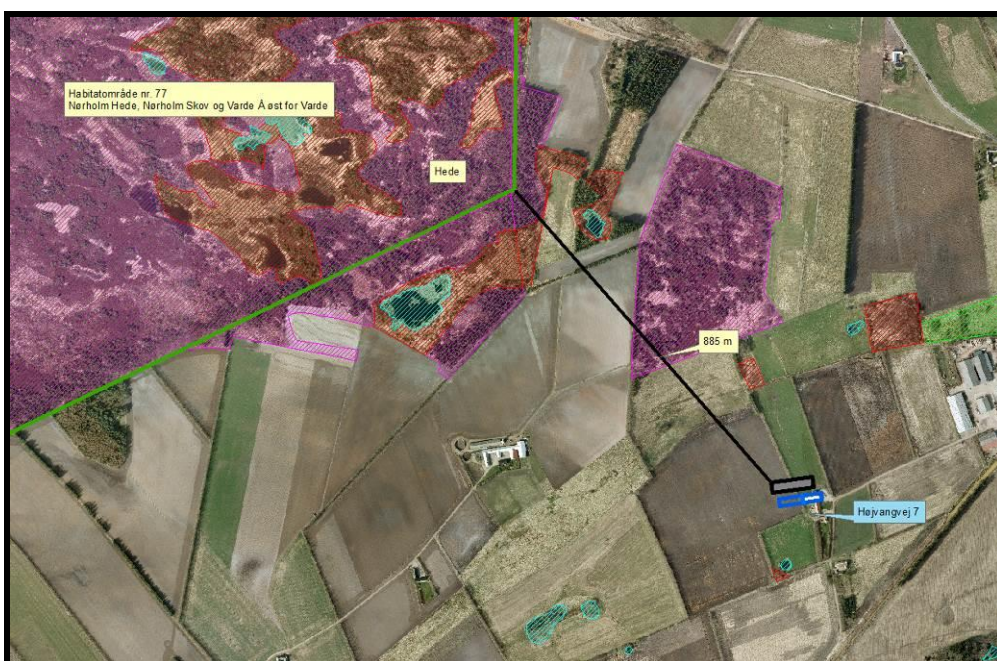 Habitatområde nr. 77
Nørholm Hede, Nørholm Skov og Varde Å øst for Varde
Hede
885 m
Højvangvej 7